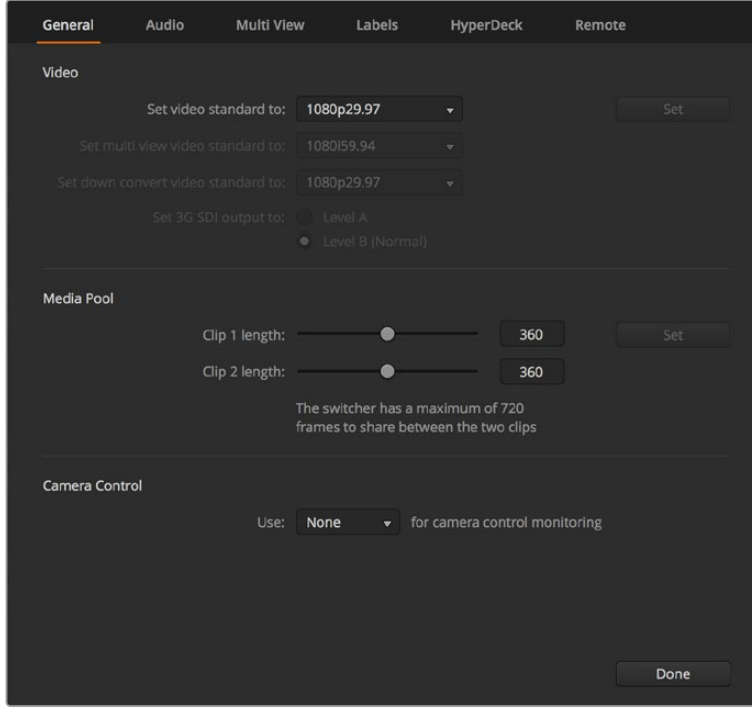 General Audio Multi View Labels HyperDeck Remote
Video
Set video standard to: 1080p29.97 Set
Set multi view video standard to: 1080i59.94
Set down convert video standard to: 1080p29.97
Set 3G SDI output to: Level A
Level B (Normal)
Media Pool
Clip 1 length: 360 Set
Clip 2 length: 360
The switcher has a maximum of 720
frames to share between the two clips
Camera Control
Use: None for camera control monitoring
Done